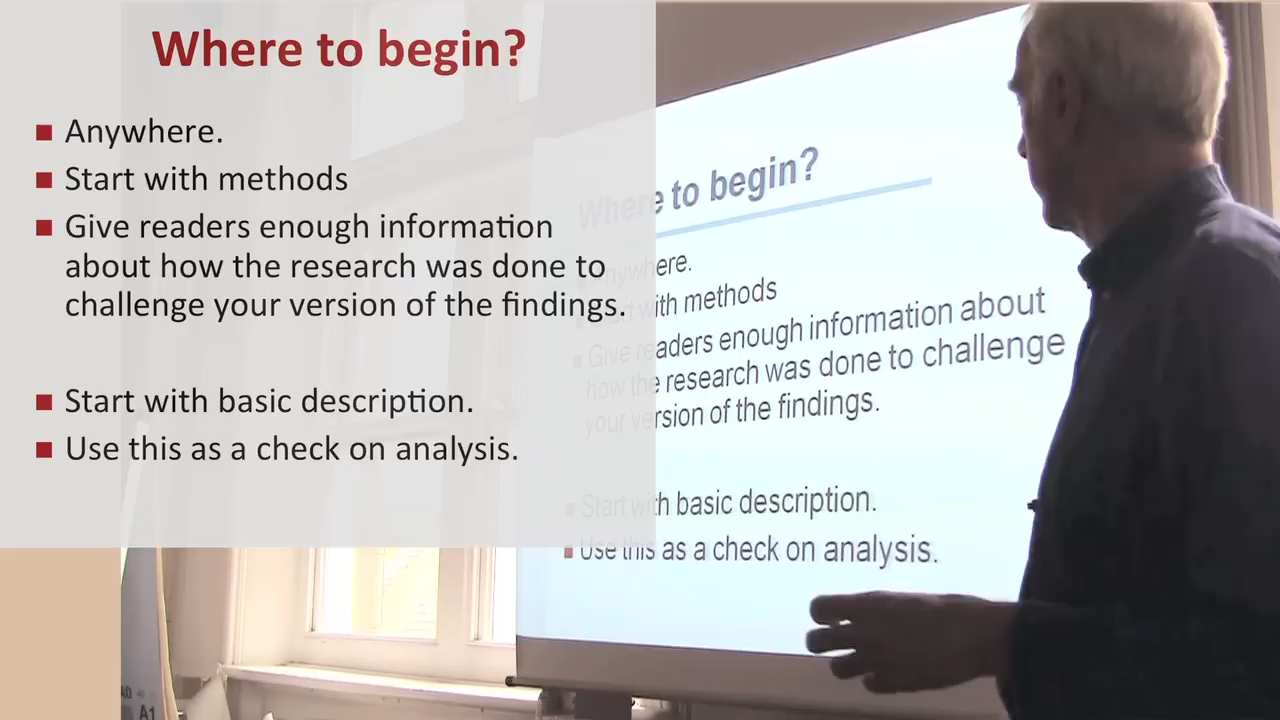 Where to begin?
Anywhere.
Start with methods
Give readers enough information
about how the research was done to
challenge your version of the findings.
Start with basic description.
Use this as a check on analysis.
Where to begin?
Anywhere.
Start with methods
Give readers enough information about
how the research was done to challenge
your version of the findings.
Start with basic description.
Use this as a check on analysis.
A0
A1